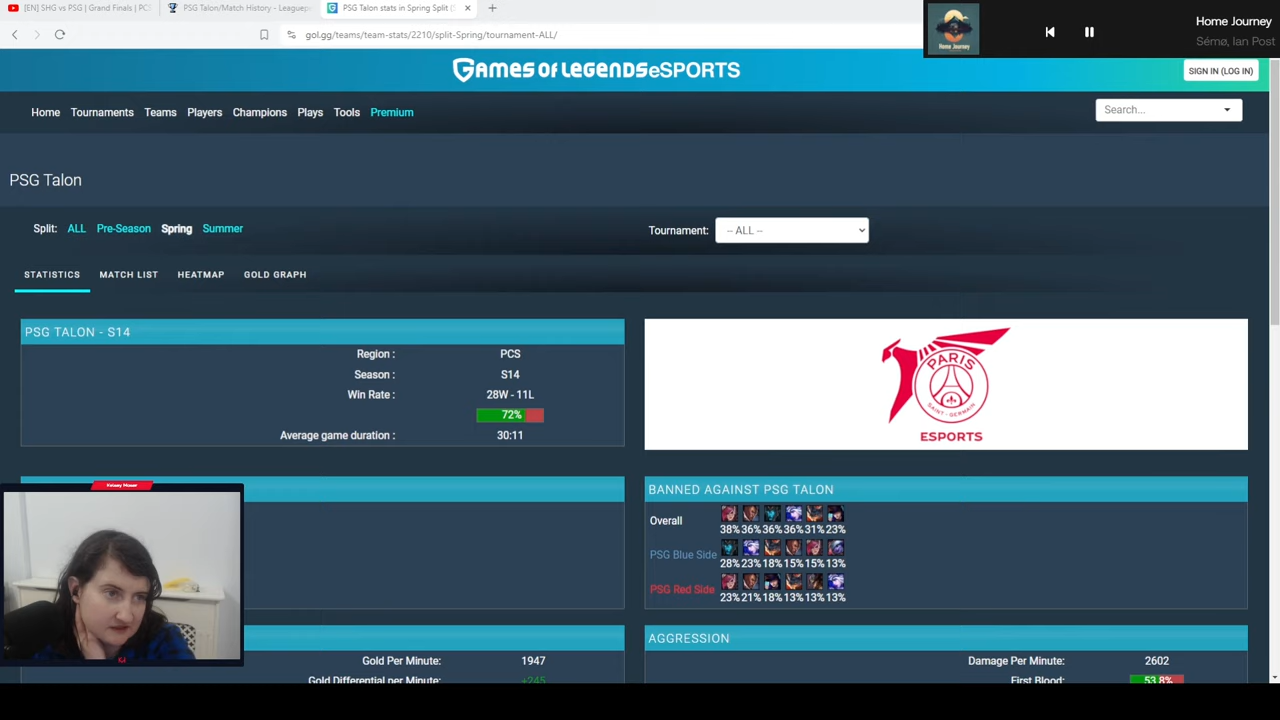 [EN] SHG vs PSG | Grand Finals | PCS
PSG Talon/Match History - Leaguep
PSG Talon stats in Spring Split (
gol.gg/teams/team-stats/2210/split-Spring/tournament-ALL/
Home Journey
Sémø, Ian Post
GAMES OF LEGENDS eSPORTS
SIGN IN (LOG IN)
Home Tournaments Teams Players Champions Plays Tools Premium
Search...
PSG Talon
Split: ALL Pre-Season Spring Summer
Tournament: -- ALL --
STATISTICS MATCH LIST HEATMAP GOLD GRAPH
PSG TALON - S14
Region : PCS
Season : S14
Win Rate : 28W - 11L
72%
Average game duration : 30:11
PARIS
SAINT-GERMAIN
ESPORTS
BANNED AGAINST PSG TALON
Overall
38% 36% 36% 36% 31% 23%
PSG Blue Side
28% 23% 18% 15% 15% 13%
PSG Red Side
23% 21% 18% 13% 13% 13%
Gold Per Minute: 1947
Gold Differential per Minute: +245
AGGRESSION
Damage Per Minute: 2602
First Blood: 53.8%